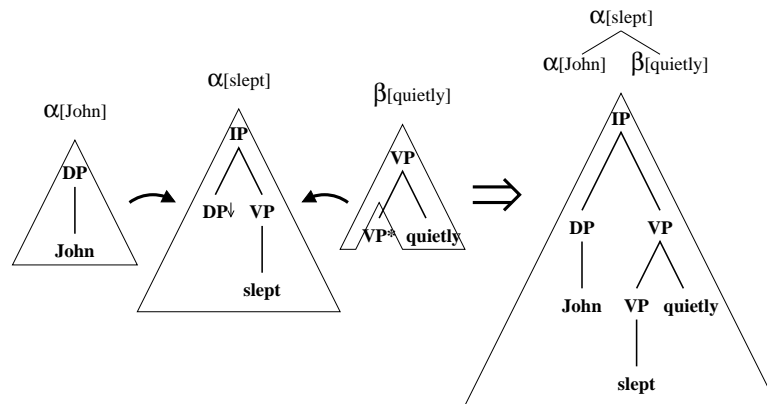 α[slept]
α[John] β[quietly]
α[John]
DP
John
α[slept]
IP
DP↓ VP
slept
β[quietly]
VP
VP* quietly
IP
DP VP
John VP quietly
slept